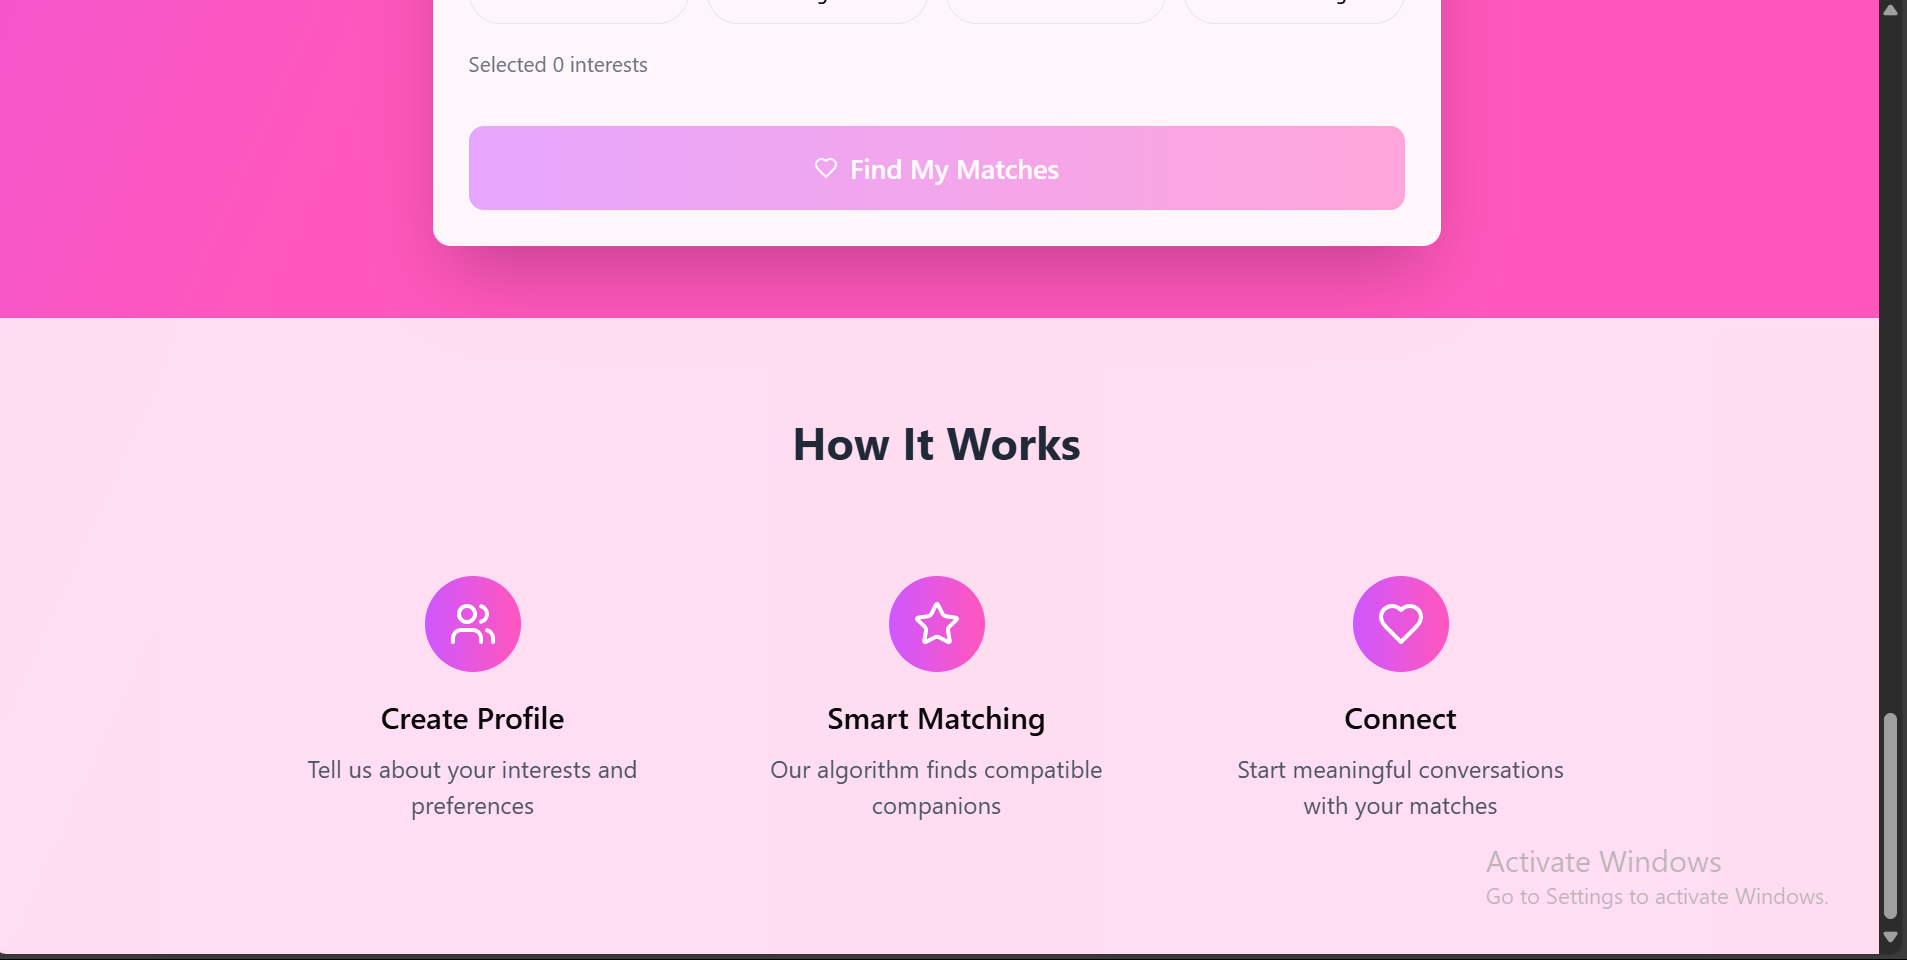 Selected 0 interests
Find My Matches
How It Works
Create Profile
Tell us about your interests and
preferences
Smart Matching
Our algorithm finds compatible
companions
Connect
Start meaningful conversations
with your matches
Activate Windows
Go to Settings to activate Windows.